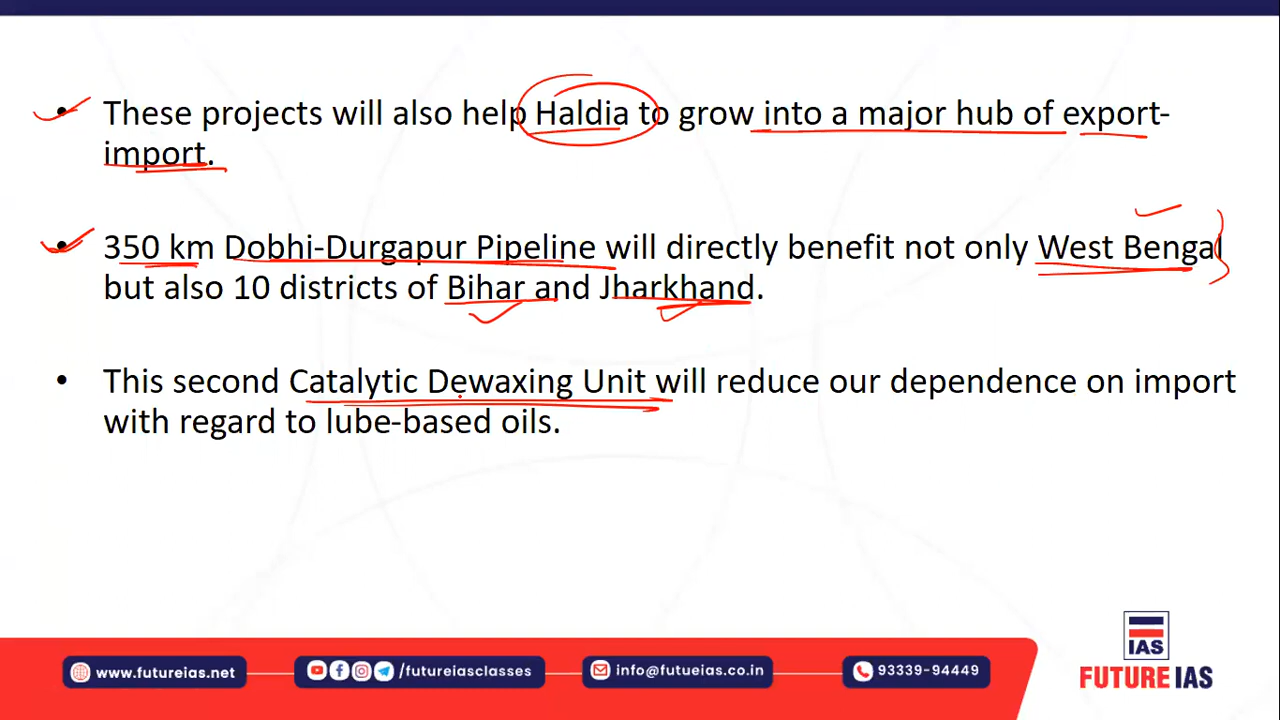 • These projects will also help Haldia to grow into a major hub of export-
import.
• 350 km Dobhi-Durgapur Pipeline will directly benefit not only West Bengal
but also 10 districts of Bihar and Jharkhand.
• This second Catalytic Dewaxing Unit will reduce our dependence on import
with regard to lube-based oils.
www.futureias.net
/futureiasclasses
info@futueias.co.in
93339-94449
IAS
FUTURE IAS